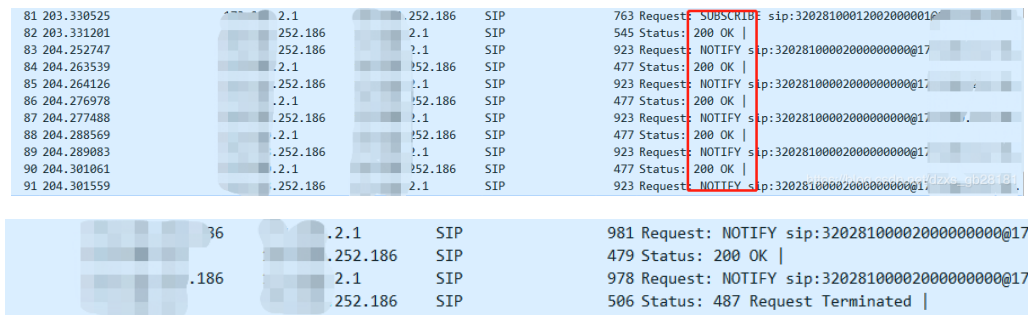 81 203.330525 .2.1 .252.186 SIP 763 Request: SUBSCRIBE sip:32028100012002000001
82 203.331201 252.186 2.1 SIP 545 Status: 200 OK |
83 204.252747 .252.186 2.1 SIP 923 Request: NOTIFY sip:32028100002000000000@17
84 204.263539 .2.1 252.186 SIP 477 Status: 200 OK |
85 204.264126 .252.186 2.1 SIP 923 Request: NOTIFY sip:32028100002000000000@17
86 204.276978 .2.1 252.186 SIP 477 Status: 200 OK |
87 204.277488 .252.186 2.1 SIP 923 Request: NOTIFY sip:32028100002000000000@17
88 204.288569 .2.1 252.186 SIP 477 Status: 200 OK |
89 204.289083 .252.186 2.1 SIP 923 Request: NOTIFY sip:32028100002000000000@17
90 204.301061 .2.1 252.186 SIP 477 Status: 200 OK |
91 204.301559 .252.186 2.1 SIP 923 Request: NOTIFY sip:32028100002000000000@17
.2.1 SIP 981 Request: NOTIFY sip:32028100002000000000@17
.252.186 SIP 479 Status: 200 OK |
.186 2.1 SIP 978 Request: NOTIFY sip:32028100002000000000@17
252.186 SIP 506 Status: 487 Request Terminated |